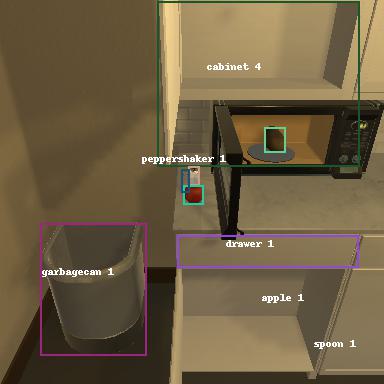 cabinet 4
peppershaker 1
drawer 1
garbagecan 1
apple 1
spoon 1